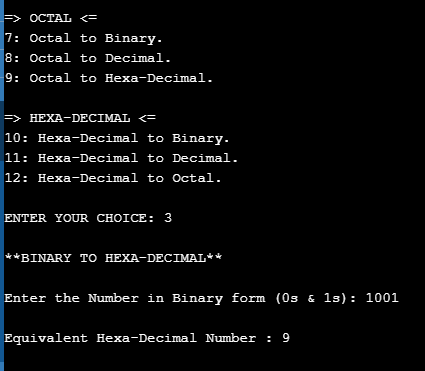 => OCTAL <=
7: Octal to Binary.
8: Octal to Decimal.
9: Octal to Hexa-Decimal.
=> HEXA-DECIMAL <=
10: Hexa-Decimal to Binary.
11: Hexa-Decimal to Decimal.
12: Hexa-Decimal to Octal.
ENTER YOUR CHOICE: 3
**BINARY TO HEXA-DECIMAL**
Enter the Number in Binary form (0s & 1s): 1001
Equivalent Hexa-Decimal Number : 9